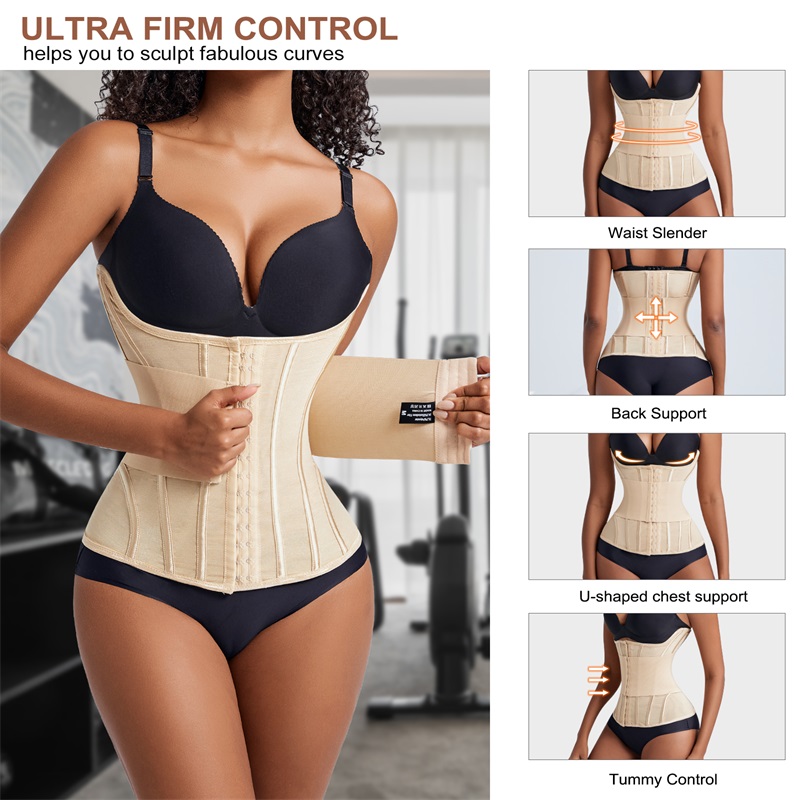 ULTRA FIRM CONTROL
helps you to sculpt fabulous curves
Waist Slender
Back Support
U-shaped chest support
Tummy Control